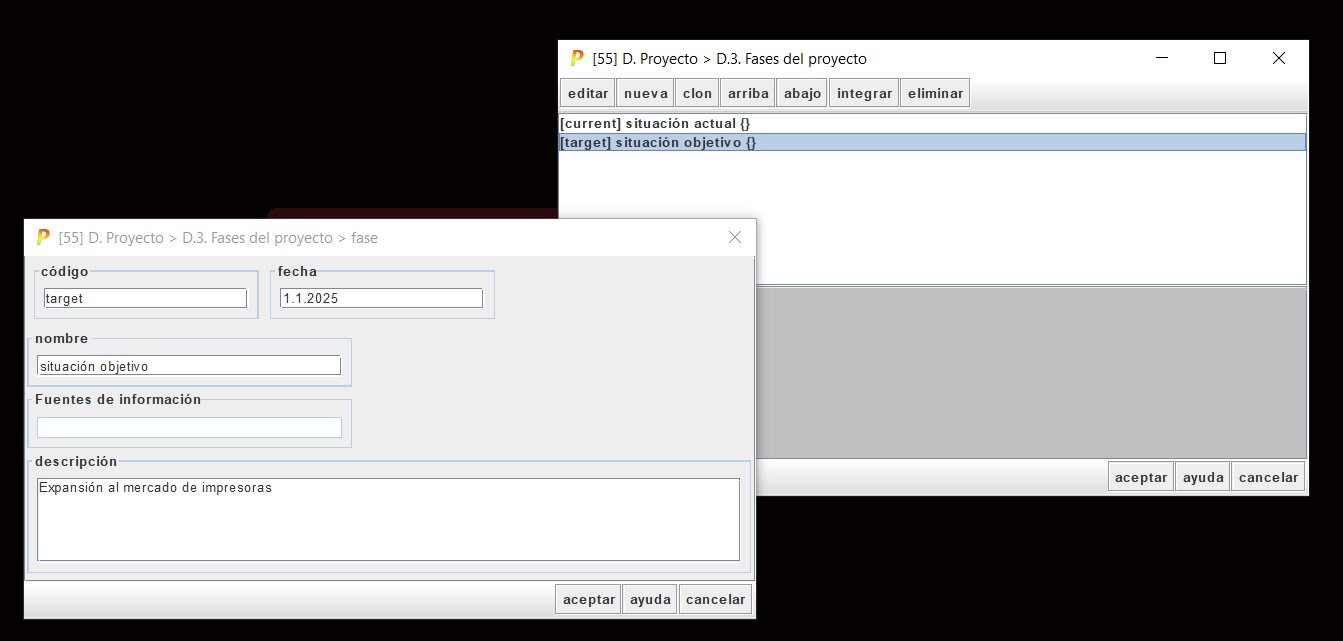 [55] D. Proyecto > D.3. Fases del proyecto
editar nueva clon arriba abajo integrar eliminar
[current] situación actual {}
[target] situación objetivo {}
aceptar ayuda cancelar
[55] D. Proyecto > D.3. Fases del proyecto > fase
código fecha
target 1.1.2025
nombre
situación objetivo
Fuentes de información
descripción
Expansión al mercado de impresoras
aceptar ayuda cancelar